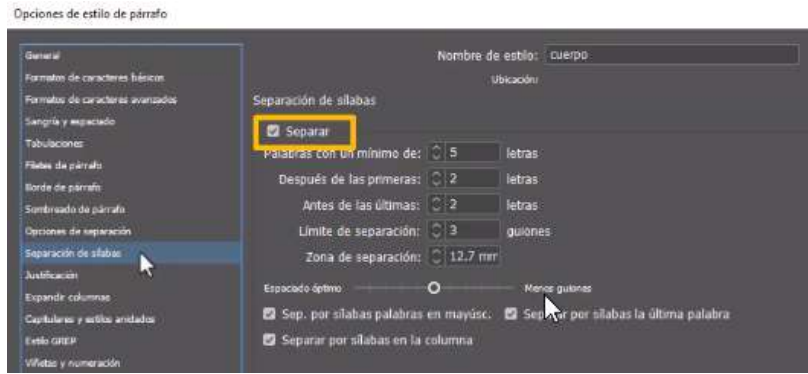 Opciones de estilo de párrafo
Nombre de estilo: cuerpo
Ubicación:
General
Formatos de caracteres básicos
Formatos de caracteres avanzados
Sangría y espaciado
Tabulaciones
Filetes de párrafo
Borde de párrafo
Sombreado de párrafo
Opciones de separación
Separación de sílabas
Justificación
Expandir columnas
Capitulares y estilos anidados
Estilo GREP
Viñetas y numeración
Separación de sílabas
Separar
Palabras con un mínimo de: 5 letras
Después de las primeras: 2 letras
Antes de las últimas: 2 letras
Límite de separación: 3 guiones
Zona de separación: 12,7 mm
Espaciado óptimo Menos guiones
Sep. por sílabas palabras en mayúsc. Separar por sílabas la última palabra
Separar por sílabas en la columna